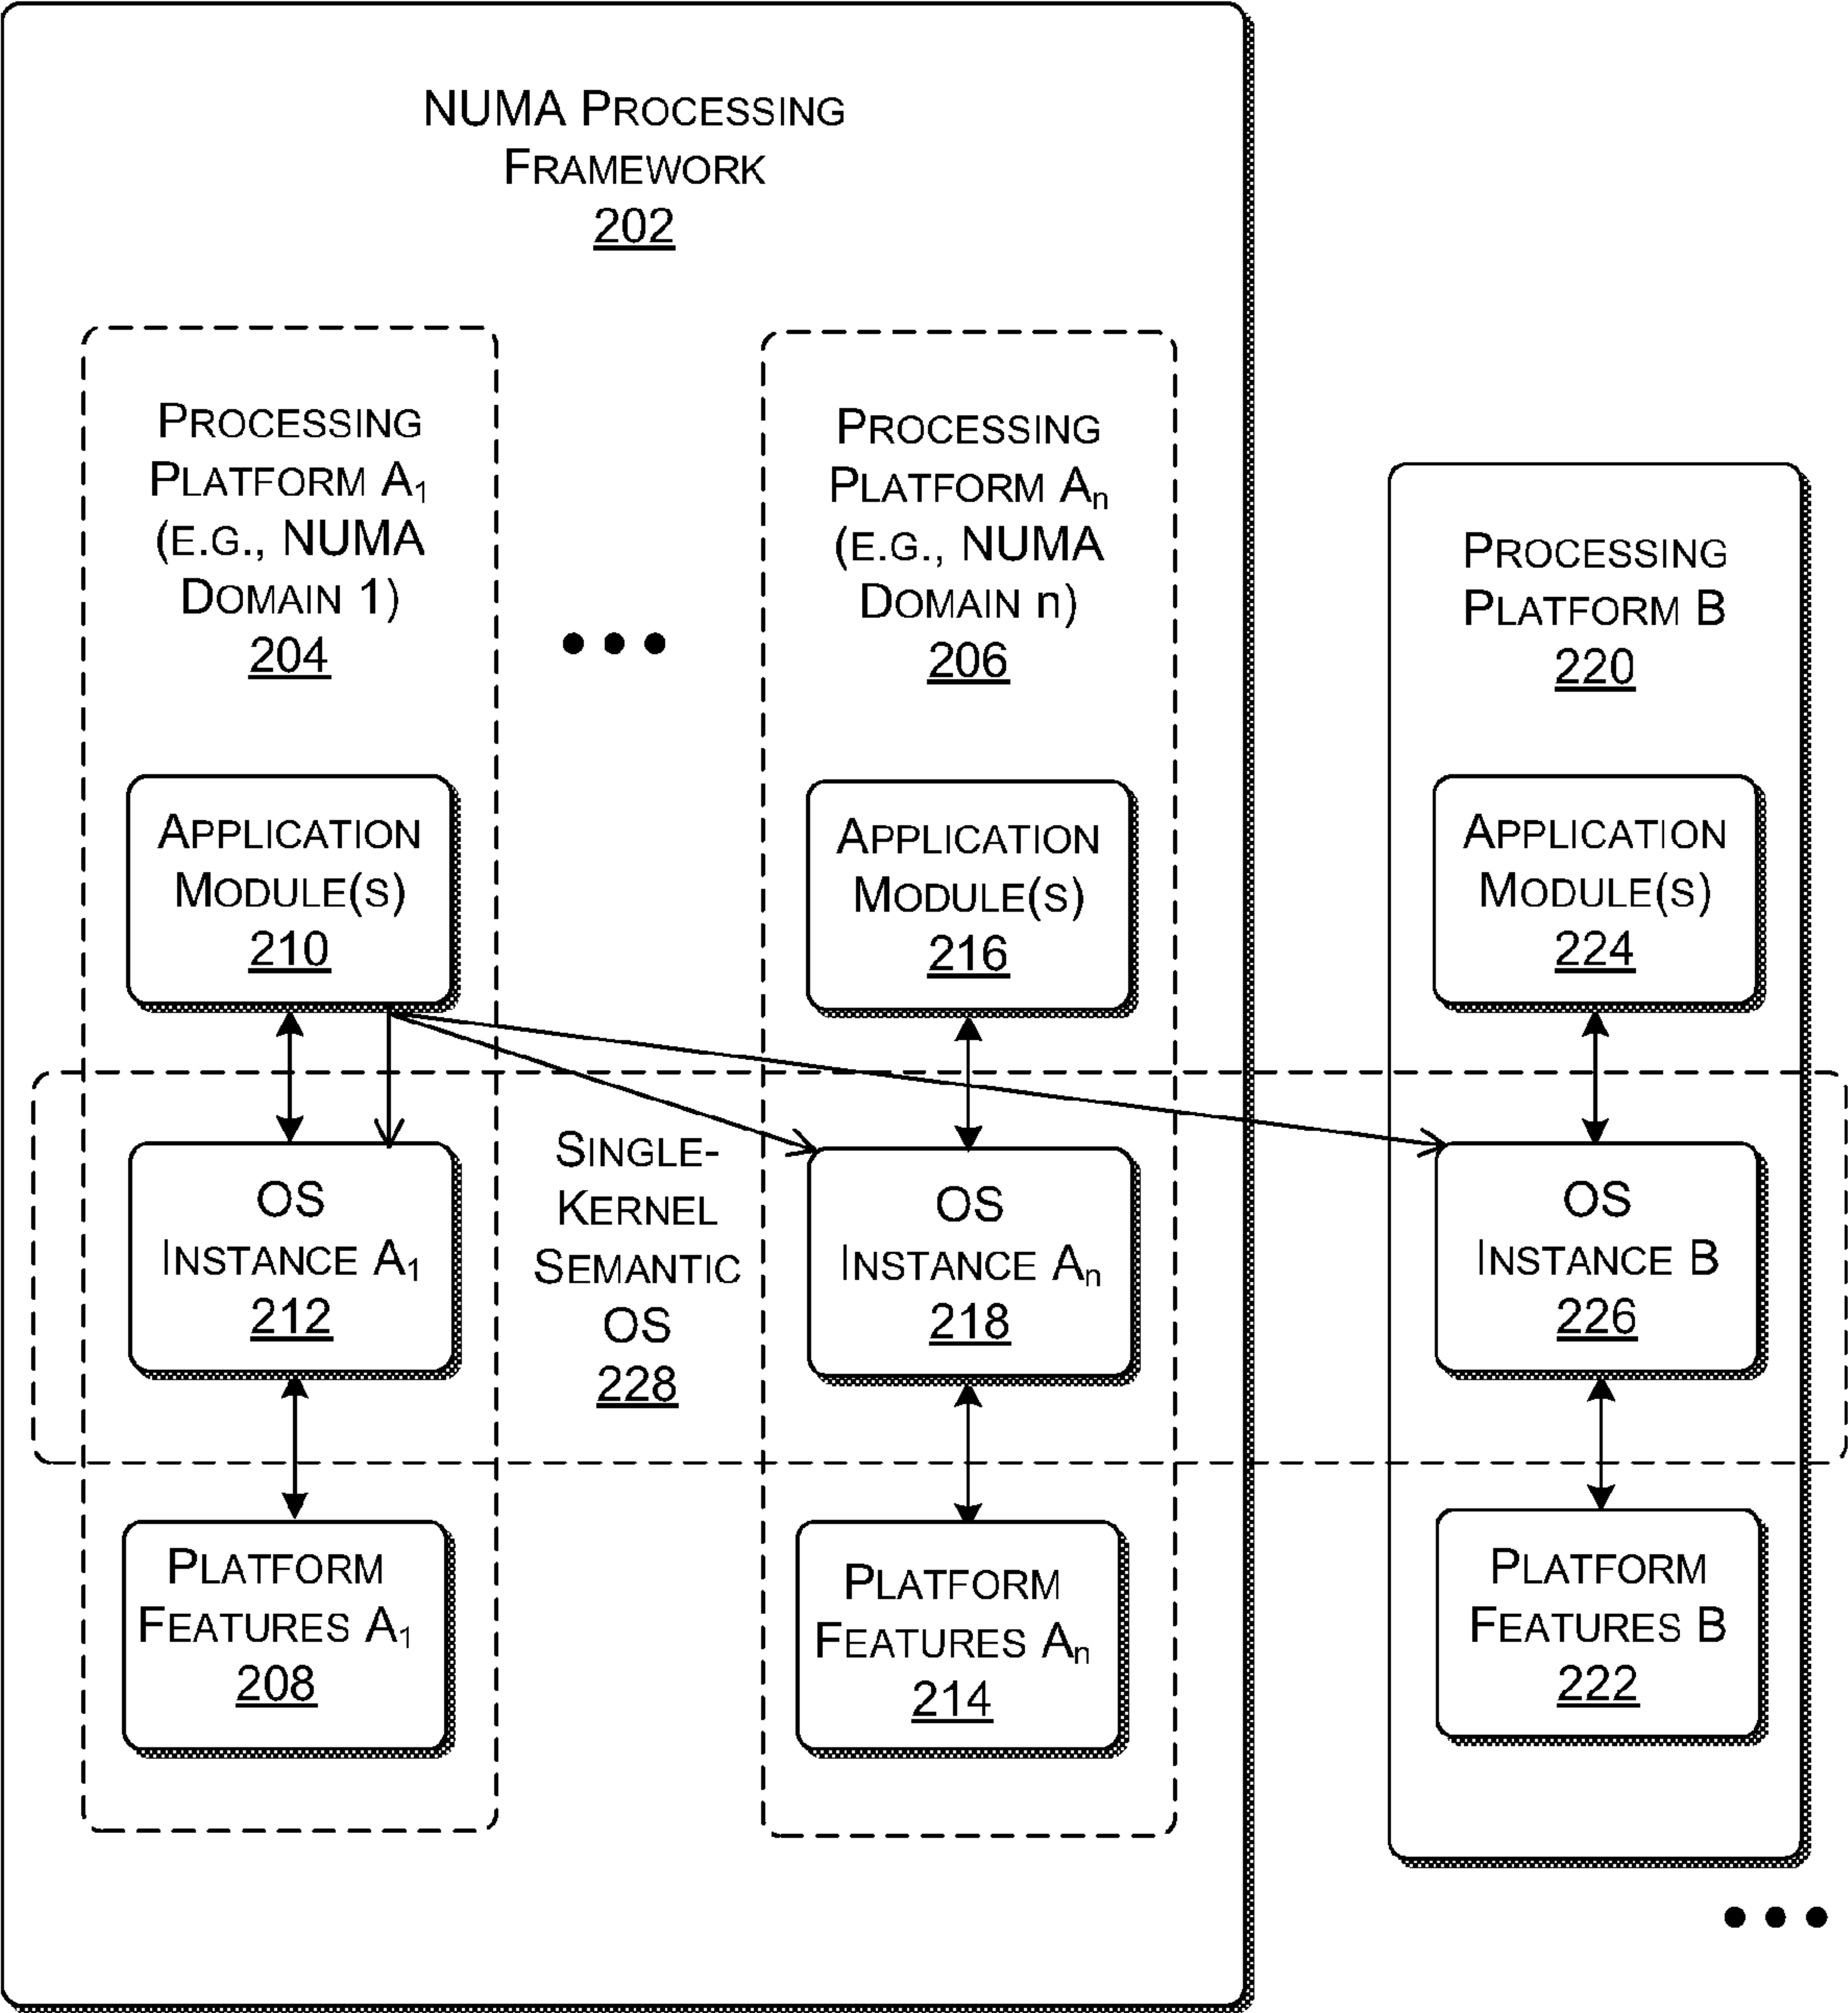 NUMA PROCESSING
FRAMEWORK
202
PROCESSING
PLATFORM A1
(E.G., NUMA
DOMAIN 1)
204
PROCESSING
PLATFORM An
(E.G., NUMA
DOMAIN n)
206
PROCESSING
PLATFORM B
220
APPLICATION
MODULE(S)
210
APPLICATION
MODULE(S)
216
APPLICATION
MODULE(S)
224
OS
INSTANCE A1
212
SINGLE-
KERNEL
SEMANTIC
OS
228
OS
INSTANCE An
218
OS
INSTANCE B
226
PLATFORM
FEATURES A1
208
PLATFORM
FEATURES An
214
PLATFORM
FEATURES B
222